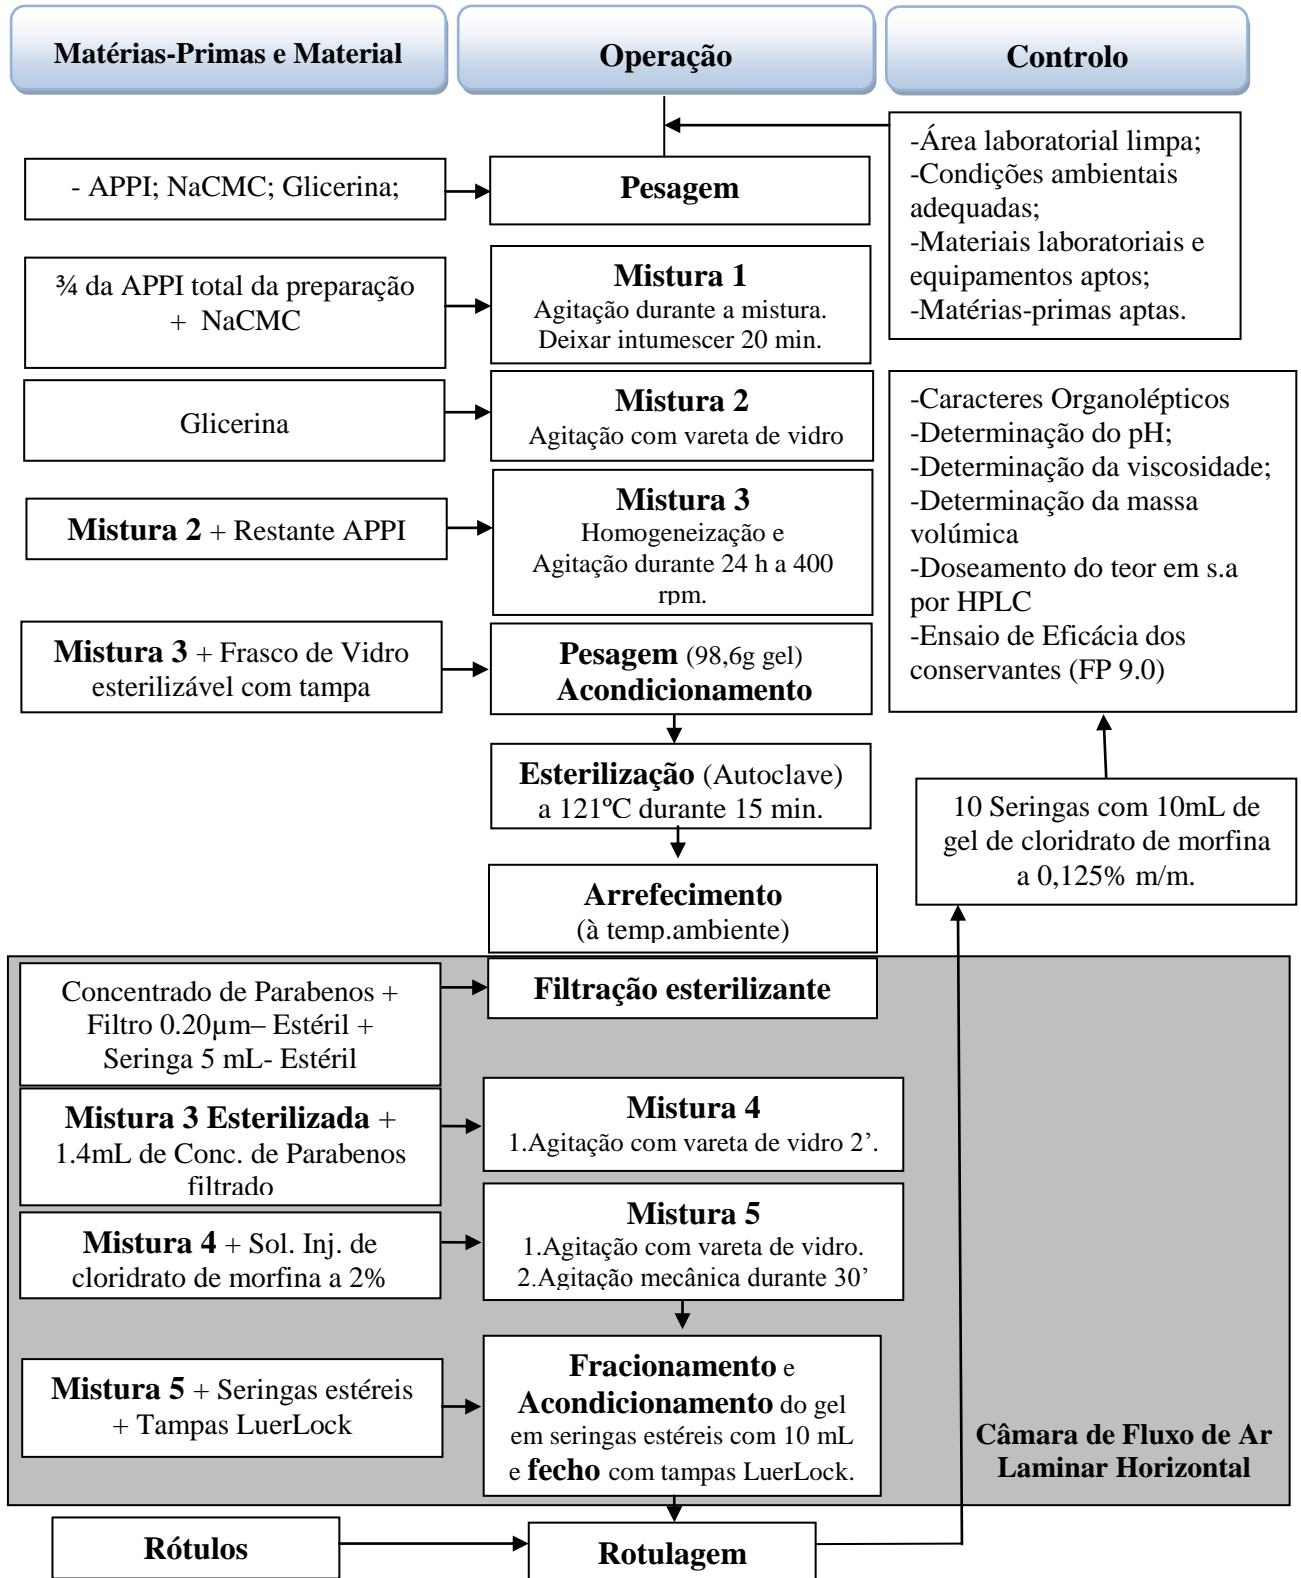 Matérias-Primas e Material
Operação
Controlo
-Área laboratorial limpa;
-Condições ambientais
adequadas;
-Materiais laboratoriais e
equipamentos aptos;
-Matérias-primas aptas.
- APPI; NaCMC; Glicerina;
Pesagem
¾ da APPI total da preparação
+ NaCMC
Mistura 1
Agitação durante a mistura.
Deixar intumescer 20 min.
Glicerina
Mistura 2
Agitação com vareta de vidro
-Caracteres Organolépticos
-Determinação do pH;
-Determinação da viscosidade;
-Determinação da massa
volúmica
-Doseamento do teor em s.a
por HPLC
-Ensaio de Eficácia dos
conservantes (FP 9.0)
Mistura 2 + Restante APPI
Mistura 3
Homogeneização e
Agitação durante 24 h a 400
rpm.
Mistura 3 + Frasco de Vidro
esterilizável com tampa
Pesagem (98,6g gel)
Acondicionamento
Esterilização (Autoclave)
a 121ºC durante 15 min.
10 Seringas com 10mL de
gel de cloridrato de morfina
a 0,125% m/m.
Arrefecimento
(à temp.ambiente)
Concentrado de Parabenos +
Filtro 0.20µm– Estéril +
Seringa 5 mL- Estéril
Filtração esterilizante
Mistura 3 Esterilizada +
1.4mL de Conc. de Parabenos
filtrado
Mistura 4
1.Agitação com vareta de vidro 2’.
Mistura 4 + Sol. Inj. de
cloridrato de morfina a 2%
Mistura 5
1.Agitação com vareta de vidro.
2.Agitação mecânica durante 30’
Mistura 5 + Seringas estéreis
+ Tampas LuerLock
Fracionamento e
Acondicionamento do gel
em seringas estéreis com 10 mL
e fecho com tampas LuerLock.
Câmara de Fluxo de Ar
Laminar Horizontal
Rótulos
Rotulagem